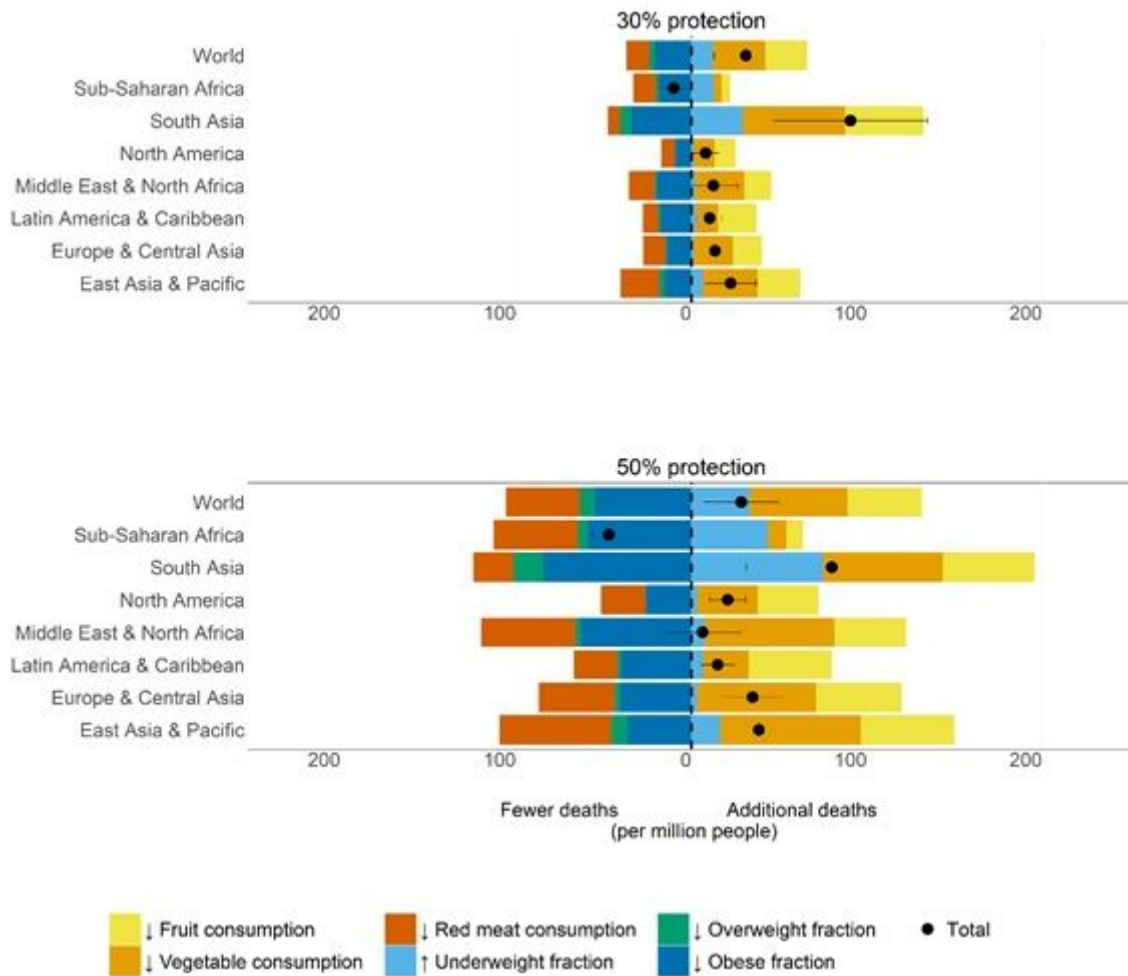 30% protection
World
Sub-Saharan Africa
South Asia
North America
Middle East & North Africa
Latin America & Caribbean
Europe & Central Asia
East Asia & Pacific
200 100 0 100 200
50% protection
World
Sub-Saharan Africa
South Asia
North America
Middle East & North Africa
Latin America & Caribbean
Europe & Central Asia
East Asia & Pacific
200 100 0 100 200
Fewer deaths Additional deaths
(per million people)
↓ Fruit consumption ↓ Red meat consumption ↓ Overweight fraction Total
↓ Vegetable consumption ↑ Underweight fraction ↓ Obese fraction